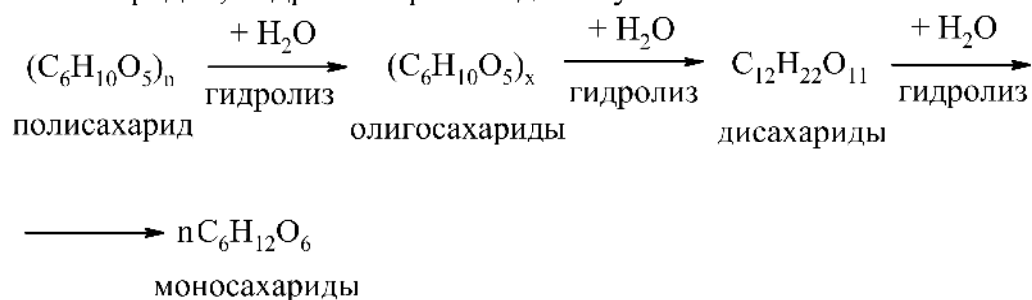 + H₂O + H₂O + H₂O
(C₆H₁₀O₅)ₙ (C₆H₁₀O₅)ₓ C₁₂H₂₂O₁₁
гидролиз гидролиз гидролиз
полисахарид олигосахариды дисахариды
nC₆H₁₂O₆
моносахариды